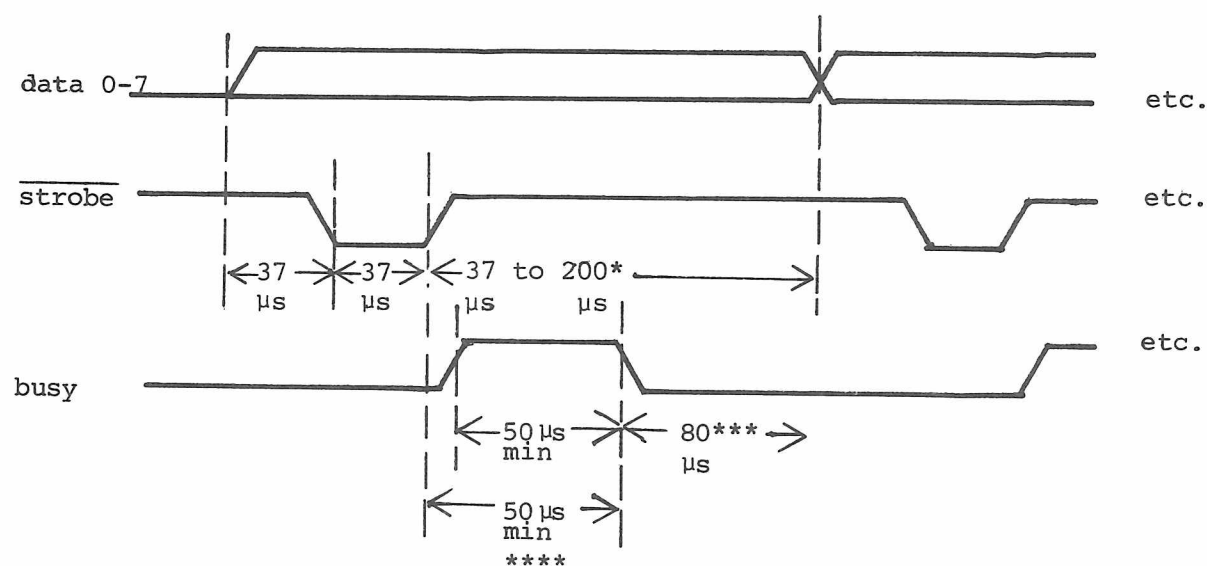 data 0-7
etc.
strobe
etc.
37 µs
37 µs
37 to 200* µs
etc.
busy
50 µs min
80*** µs
50 µs min ****